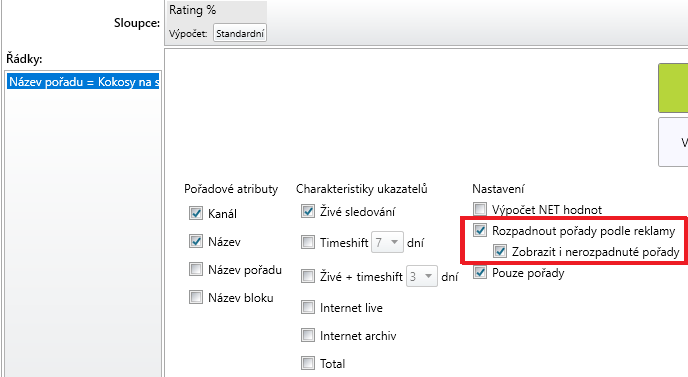 Sloupce:
Rating %
Výpočet: Standardní
Řádky:
Název pořadu = Kokosy na s
V
Pořadové atributy
Kanál
Název
Název pořadu
Název bloku
Charakteristiky ukazatelů
Živé sledování
Timeshift 7 dní
Živé + timeshift 3 dní
Internet live
Internet archiv
Total
Nastavení
Výpočet NET hodnot
Rozpadnout pořady podle reklamy
Zobrazit i nerozpadnuté pořady
Pouze pořady